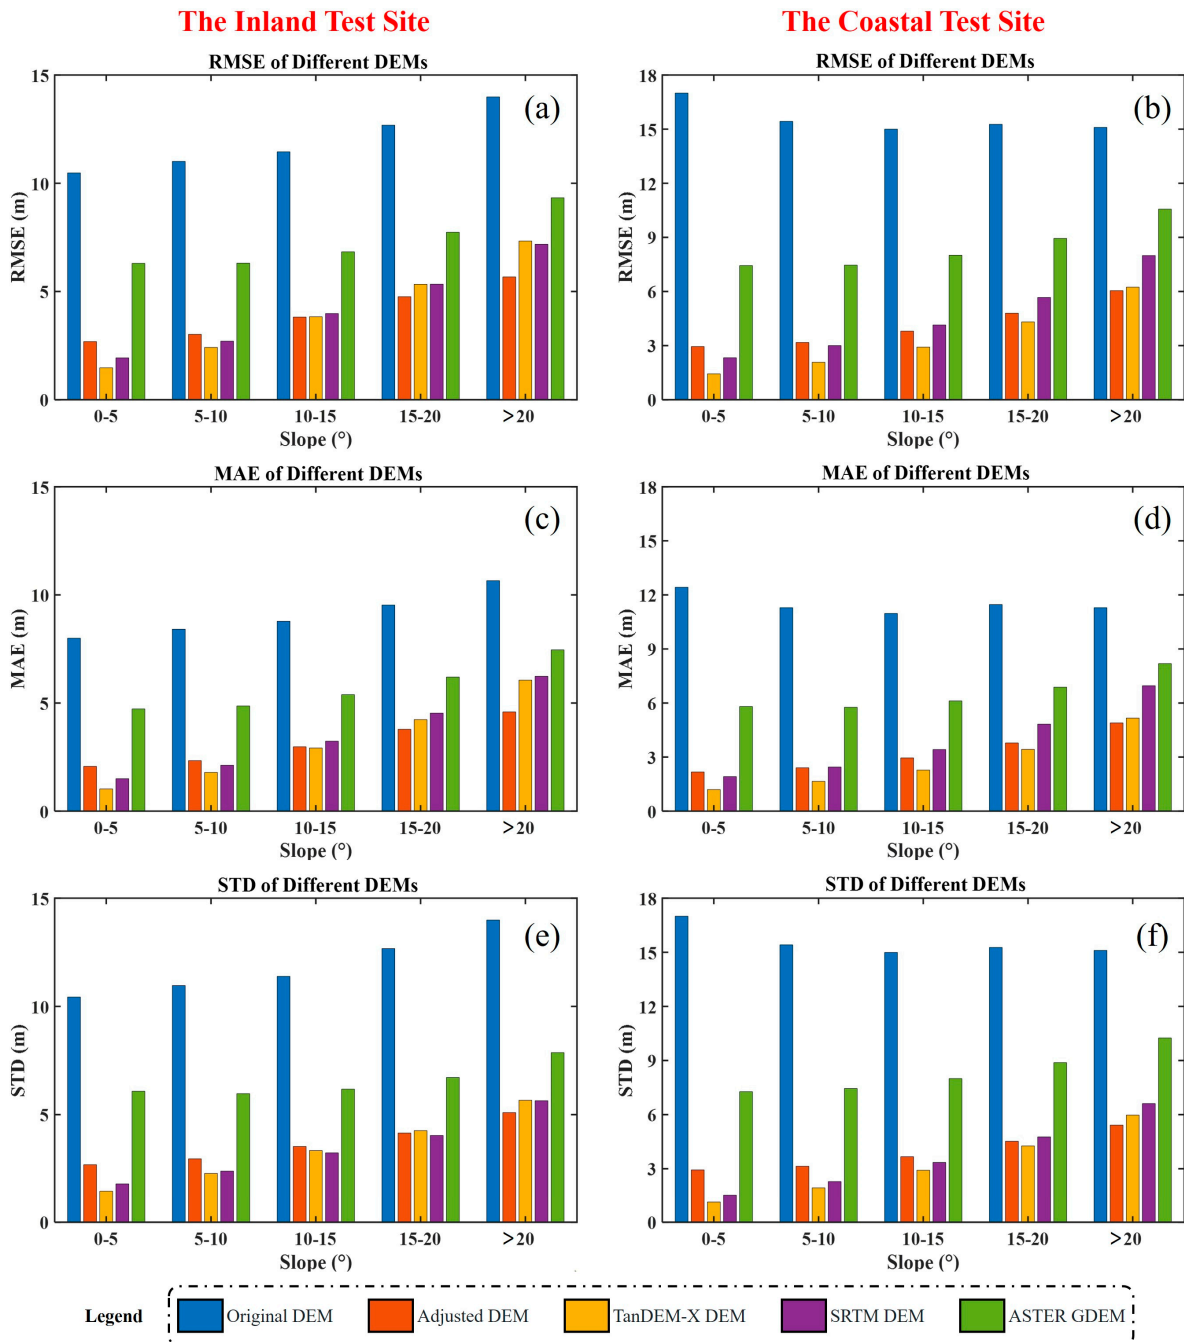 The Inland Test Site
The Coastal Test Site
RMSE of Different DEMs
(a)
15
10
5
0
RMSE (m)
0-5 5-10 10-15 15-20 >20
Slope (°)
RMSE of Different DEMs
(b)
18
15
12
9
6
3
0
RMSE (m)
0-5 5-10 10-15 15-20 >20
Slope (°)
MAE of Different DEMs
(c)
15
10
5
0
MAE (m)
0-5 5-10 10-15 15-20 >20
Slope (°)
MAE of Different DEMs
(d)
18
15
12
9
6
3
0
MAE (m)
0-5 5-10 10-15 15-20 >20
Slope (°)
STD of Different DEMs
(e)
15
10
5
0
STD (m)
0-5 5-10 10-15 15-20 >20
Slope (°)
STD of Different DEMs
(f)
18
15
12
9
6
3
0
STD (m)
0-5 5-10 10-15 15-20 >20
Slope (°)
Legend Original DEM Adjusted DEM TanDEM-X DEM SRTM DEM ASTER GDEM